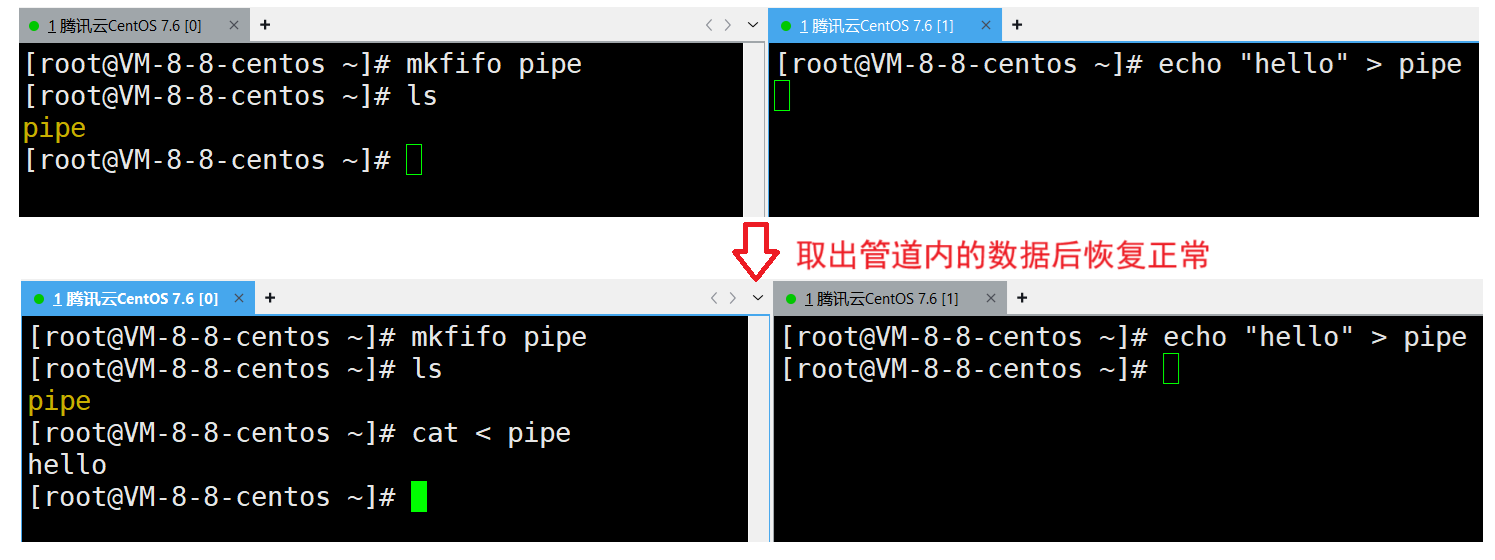 1 腾讯云CentOS 7.6 [0] × +
[root@VM-8-8-centos ~]# mkfifo pipe
[root@VM-8-8-centos ~]# ls
pipe
[root@VM-8-8-centos ~]#
1 腾讯云CentOS 7.6 [1] × +
[root@VM-8-8-centos ~]# echo "hello" > pipe
取出管道内的数据后恢复正常
1 腾讯云CentOS 7.6 [0] × +
[root@VM-8-8-centos ~]# mkfifo pipe
[root@VM-8-8-centos ~]# ls
pipe
[root@VM-8-8-centos ~]# cat < pipe
hello
[root@VM-8-8-centos ~]#
1 腾讯云CentOS 7.6 [1] × +
[root@VM-8-8-centos ~]# echo "hello" > pipe
[root@VM-8-8-centos ~]#